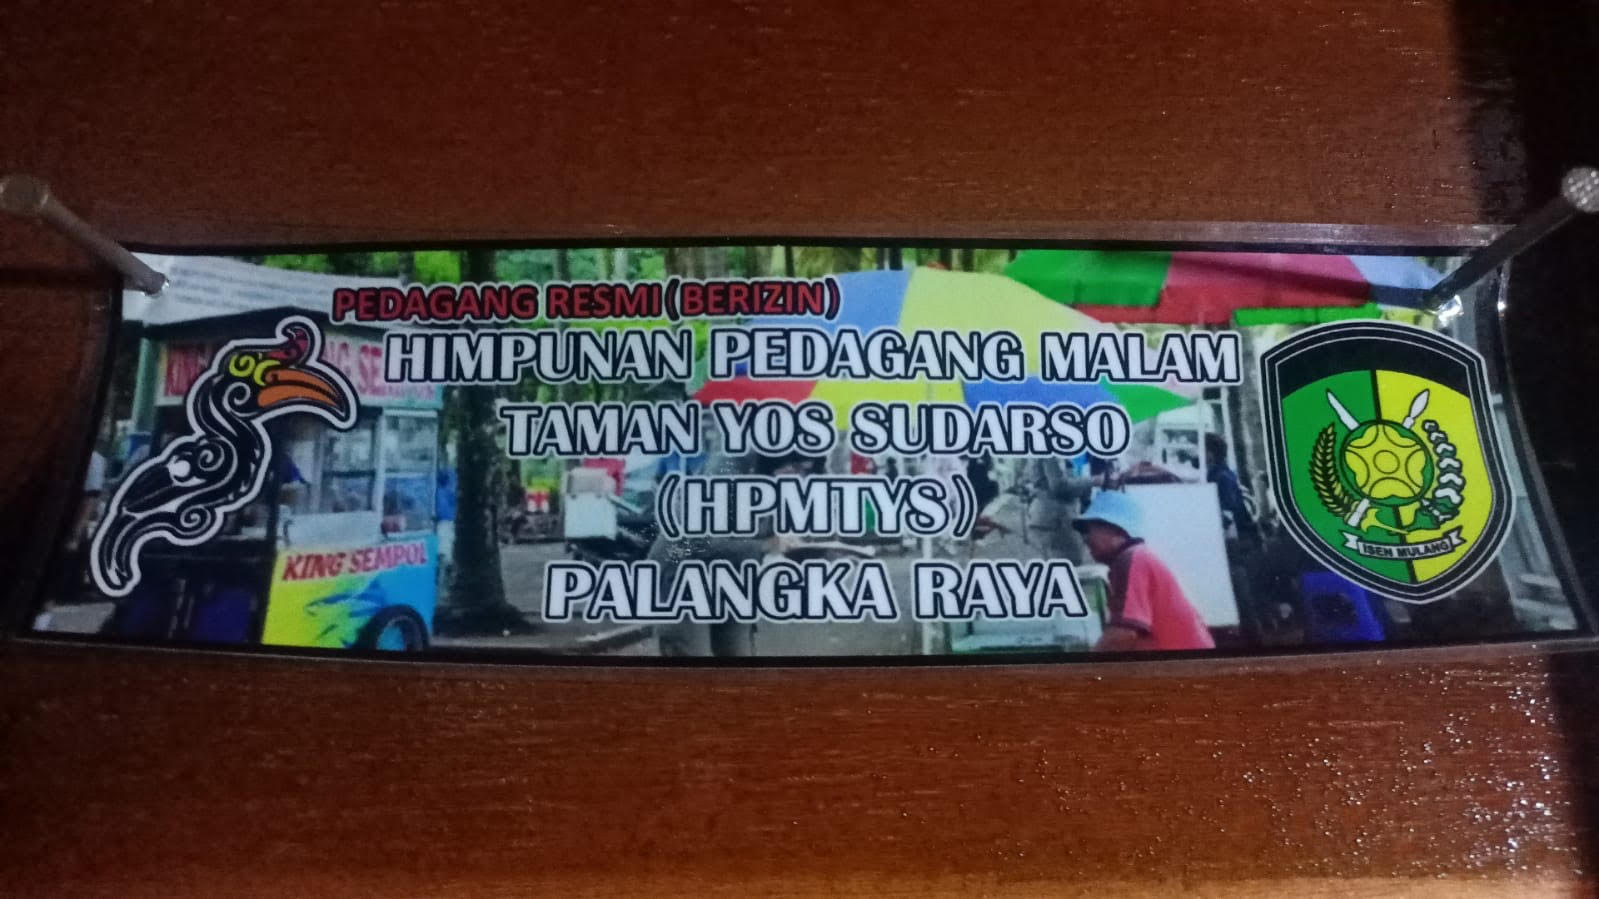 PEDAGANG RESMI (BERIZIN)
HIMPUNAN PEDAGANG MALAM
TAMAN YOS SUDARSO
(HPMTYS)
PALANGKA RAYA
KING SEMPOL
ISEN MULANG